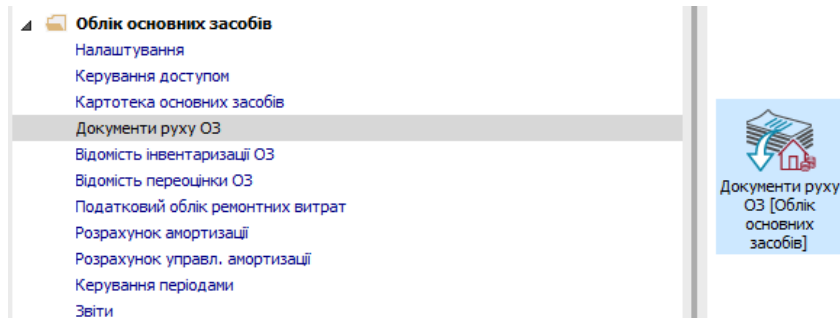 Облік основних засобів
Налаштування
Керування доступом
Картотека основних засобів
Документи руху ОЗ
Відомість інвентаризації ОЗ
Відомість переоцінки ОЗ
Податковий облік ремонтних витрат
Розрахунок амортизації
Розрахунок управл. амортизації
Керування періодами
Звіти
Документи руху
ОЗ [Облік
основних
засобів]